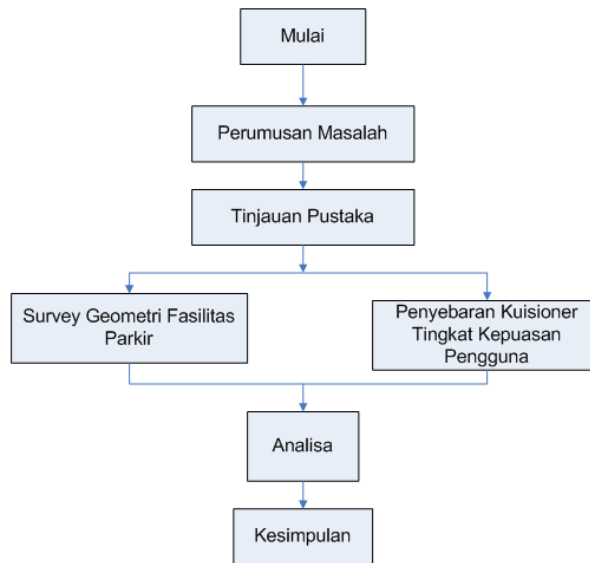 Mulai
Perumusan Masalah
Tinjauan Pustaka
Survey Geometri Fasilitas
Parkir
Penyebaran Kuisioner
Tingkat Kepuasan
Pengguna
Analisa
Kesimpulan